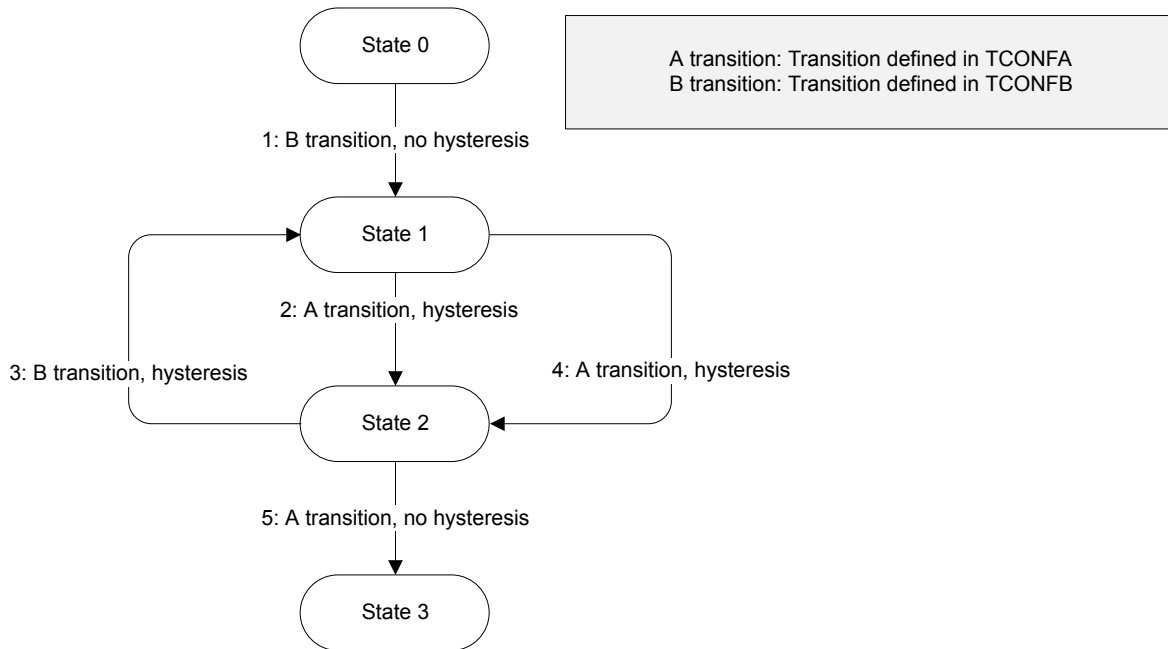 State 0
A transition: Transition defined in TCONFA
B transition: Transition defined in TCONFB
1: B transition, no hysteresis
State 1
2: A transition, hysteresis
3: B transition, hysteresis
4: A transition, hysteresis
State 2
5: A transition, no hysteresis
State 3